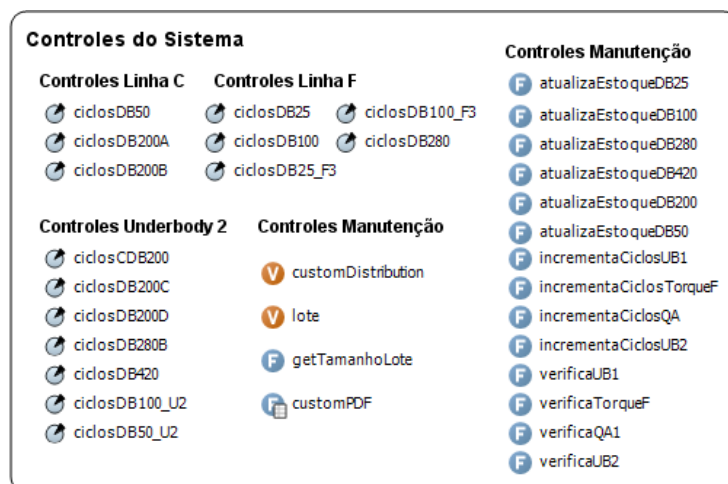 Controles do Sistema
Controles Linha C
ciclosDB50
ciclosDB200A
ciclosDB200B
Controles Linha F
ciclosDB25
ciclosDB100_F3
ciclosDB100
ciclosDB280
ciclosDB25_F3
Controles Underbody 2
ciclosCDB200
ciclosDB200C
ciclosDB200D
ciclosDB280B
ciclosDB420
ciclosDB100_U2
ciclosDB50_U2
Controles Manutenção
V customDistribution
V lote
F getTamanhoLote
F customPDF
Controles Manutenção
F atualizaEstoqueDB25
F atualizaEstoqueDB100
F atualizaEstoqueDB280
F atualizaEstoqueDB420
F atualizaEstoqueDB200
F atualizaEstoqueDB50
F incrementaCiclosUB1
F incrementaCiclosTorqueF
F incrementaCiclosQA
F incrementaCiclosUB2
F verificaUB1
F verificaTorqueF
F verificaQA1
F verificaUB2